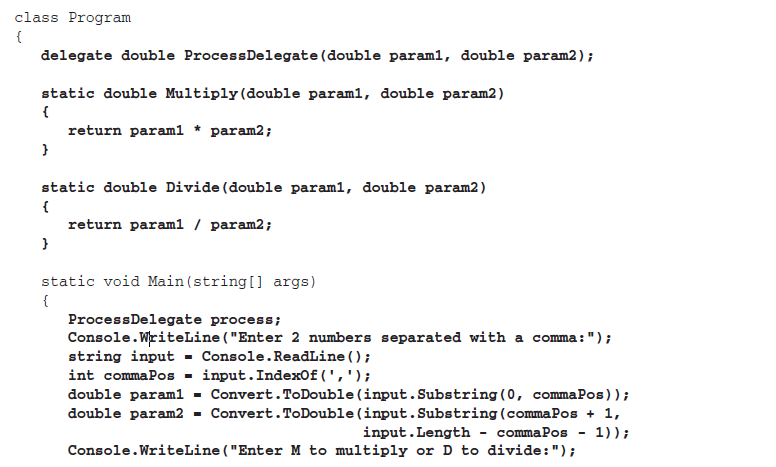 class Program
{
delegate double ProcessDelegate(double param1, double param2);
static double Multiply(double param1, double param2)
{
return param1 * param2;
}
static double Divide(double param1, double param2)
{
return param1 / param2;
}
static void Main(string[] args)
{
ProcessDelegate process;
Console.WriteLine("Enter 2 numbers separated with a comma:");
string input = Console.ReadLine();
int commaPos = input.IndexOf(',');
double param1 = Convert.ToDouble(input.Substring(0, commaPos));
double param2 = Convert.ToDouble(input.Substring(commaPos + 1,
input.Length - commaPos - 1));
Console.WriteLine("Enter M to multiply or D to divide:");